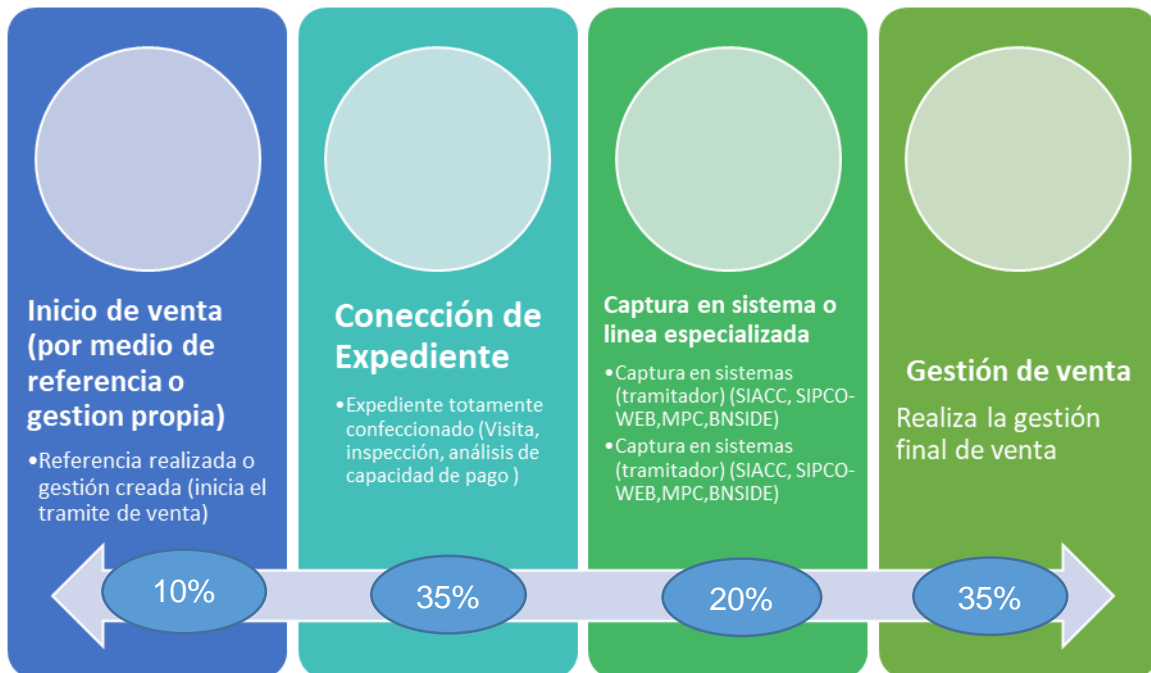 Inicio de venta
(por medio de
referencia o
gestion propia)
•Referencia realizada o
gestión creada (inicia el
tramite de venta)
Conección de
Expediente
•Expediente totamente
confeccionado (Visita,
inspección, análisis de
capacidad de pago )
Captura en sistema o
linea especializada
•Captura en sistemas
(tramitador) (SIACC, SIPCO-
WEB,MPC,BNSIDE)
•Captura en sistemas
(tramitador) (SIACC, SIPCO-
WEB,MPC,BNSIDE)
Gestión de venta
Realiza la gestión
final de venta
10%
35%
20%
35%